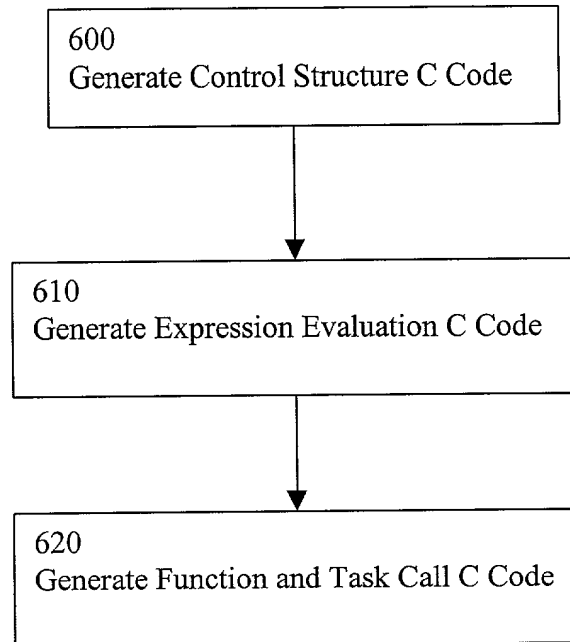 600
Generate Control Structure C Code
610
Generate Expression Evaluation C Code
620
Generate Function and Task Call C Code